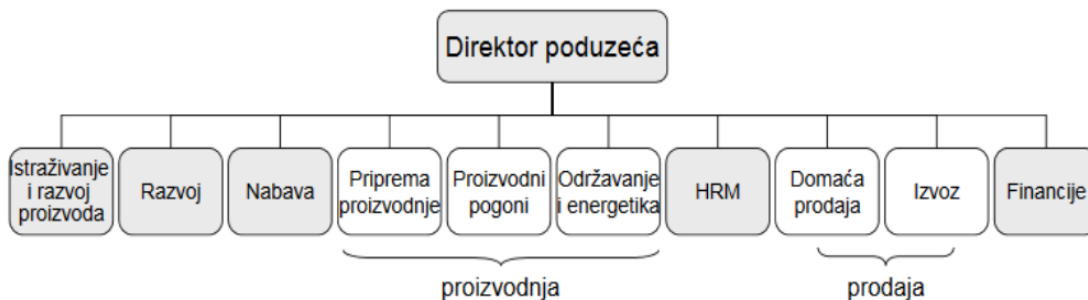 Direktor poduzeća
Istraživanje
i razvoj
proizvoda
Razvoj
Nabava
Priprema
proizvodnje
Proizvodni
pogoni
Održavanje
i energetika
HRM
Domaća
prodaja
Izvoz
Financije
proizvodnja
prodaja